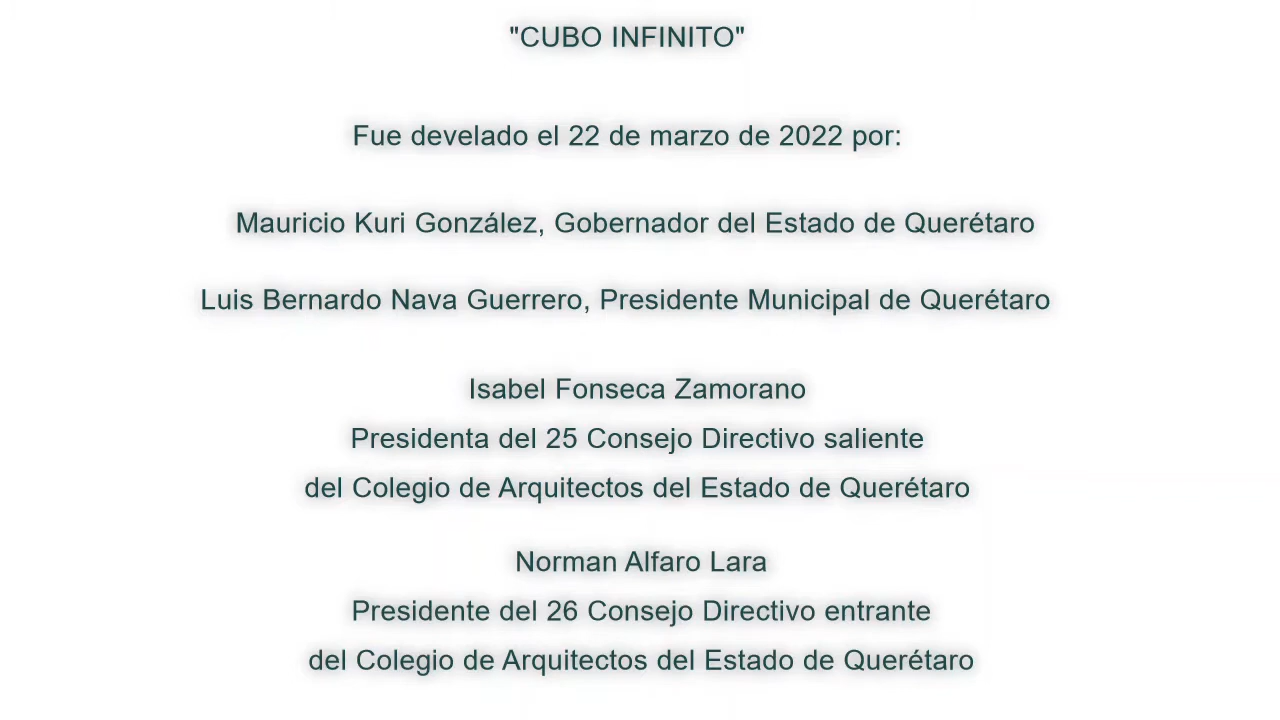 "CUBO INFINITO"
Fue develado el 22 de marzo de 2022 por:
Mauricio Kuri González, Gobernador del Estado de Querétaro
Luis Bernardo Nava Guerrero, Presidente Municipal de Querétaro
Isabel Fonseca Zamorano
Presidenta del 25 Consejo Directivo saliente
del Colegio de Arquitectos del Estado de Querétaro
Norman Alfaro Lara
Presidente del 26 Consejo Directivo entrante
del Colegio de Arquitectos del Estado de Querétaro